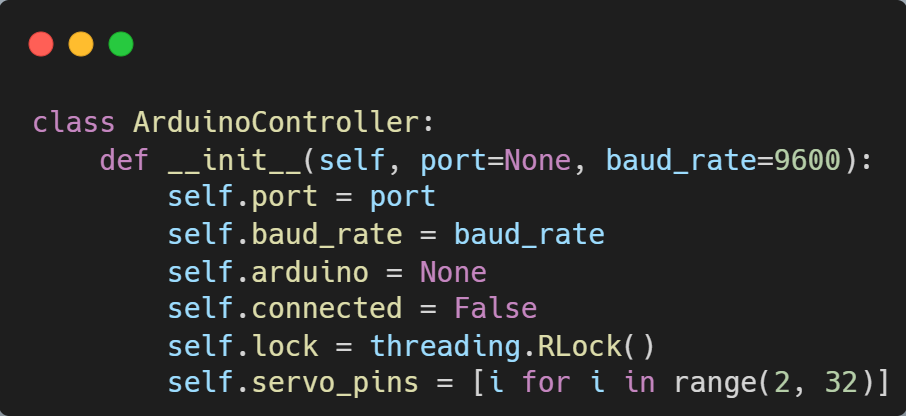 class ArduinoController:
    def __init__(self, port=None, baud_rate=9600):
        self.port = port
        self.baud_rate = baud_rate
        self.arduino = None
        self.connected = False
        self.lock = threading.RLock()
        self.servo_pins = [i for i in range(2, 32)]